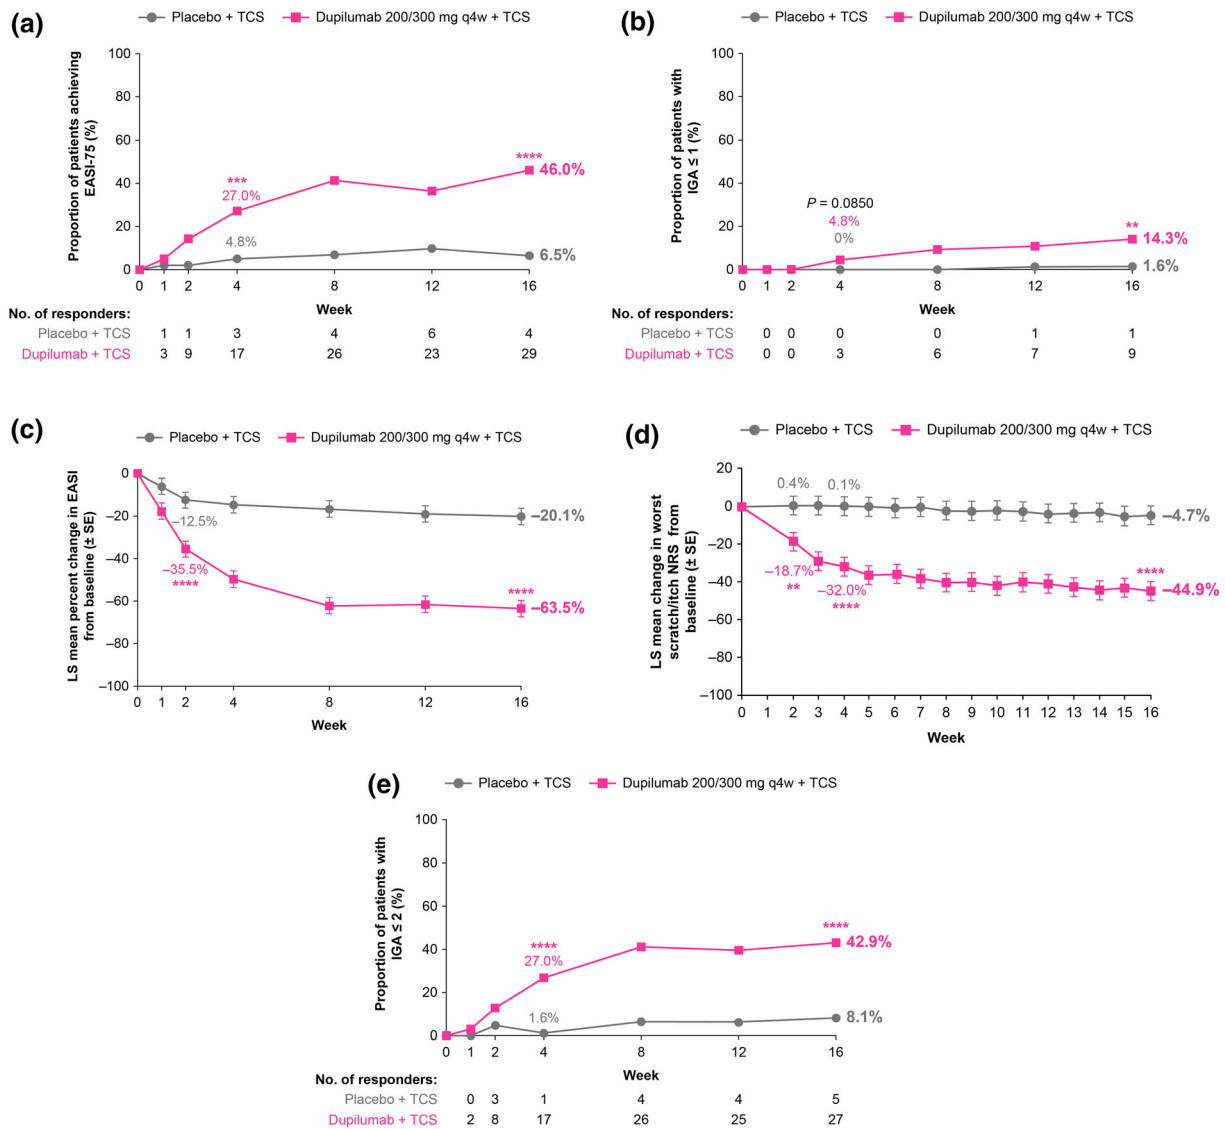 (a)
Placebo + TCS Dupilumab 200/300 mg q4w + TCS
Proportion of patients achieving
EASI-75 (%)
100
80
60
40
20
0
*** 
27.0%
4.8%
****
46.0%
6.5%
0 1 2 4 8 12 16
Week
No. of responders:
Placebo + TCS 1 1 3 4 6 4
Dupilumab + TCS 3 9 17 26 23 29
(b)
Placebo + TCS Dupilumab 200/300 mg q4w + TCS
Proportion of patients with
IGA ≤ 1 (%)
100
80
60
40
20
0
P = 0.0850
4.8%
0%
**
14.3%
1.6%
0 1 2 4 8 12 16
Week
No. of responders:
Placebo + TCS 0 0 0 0 1 1
Dupilumab + TCS 0 0 3 6 7 9
(c)
Placebo + TCS Dupilumab 200/300 mg q4w + TCS
LS mean percent change in EASI
from baseline (± SE)
0
–20
–40
–60
–80
–100
–12.5%
–35.5%
****
–20.1%
****
–63.5%
0 1 2 4 8 12 16
Week
(d)
Placebo + TCS Dupilumab 200/300 mg q4w + TCS
LS mean change in worst
scratch/itch NRS from
baseline (± SE)
20
0
–20
–40
–60
–80
–100
0.4% 0.1%
–4.7%
–18.7%
**
–32.0%
****
****
–44.9%
0 1 2 3 4 5 6 7 8 9 10 11 12 13 14 15 16
Week
(e)
Placebo + TCS Dupilumab 200/300 mg q4w + TCS
Proportion of patients with
IGA ≤ 2 (%)
100
80
60
40
20
0
****
27.0%
1.6%
****
42.9%
8.1%
0 1 2 4 8 12 16
Week
No. of responders:
Placebo + TCS 0 3 1 4 4 5
Dupilumab + TCS 2 8 17 26 25 27